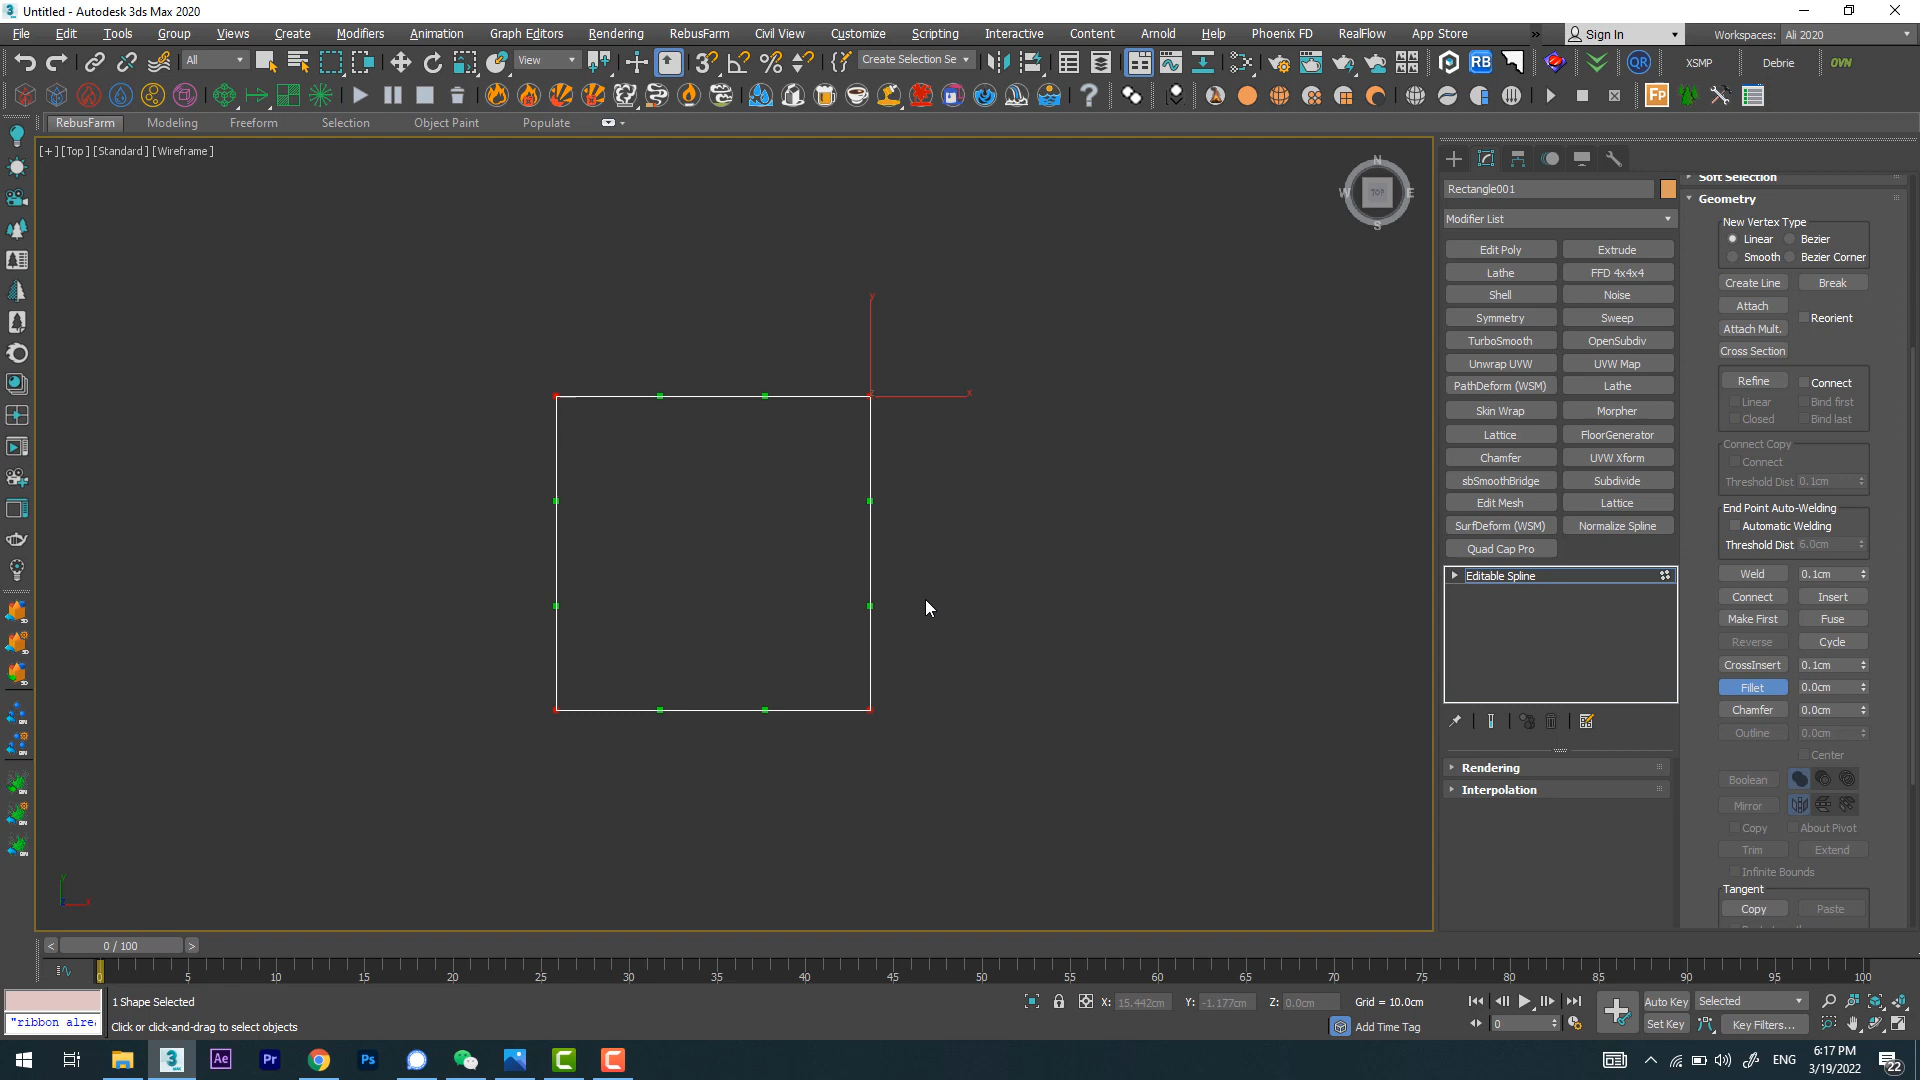 Untitled - Autodesk 3ds Max 2020
File Edit Tools Group Views Create Modifiers Animation Graph Editors Rendering RebusFarm Civil View Customize Scripting Interactive Content Arnold Help Phoenix FD RealFlow App Store » Sign In Workspaces: Ali 2020
All View Create Selection Se RB QR XSMP Debrie OVN
FP
RebusFarm Modeling Freeform Selection Object Paint Populate
[+] [Top] [Standard] [Wireframe]
N
W TOP E
S
y
x
Rectangle001
Modifier List
Edit Poly Extrude
Lathe FFD 4x4x4
Shell Noise
Symmetry Sweep
TurboSmooth OpenSubdiv
Unwrap UVW UVW Map
PathDeform (WSM) Lathe
Skin Wrap Morpher
Lattice FloorGenerator
Chamfer UVW Xform
sbSmoothBridge Subdivide
Edit Mesh Lattice
SurfDeform (WSM) Normalize Spline
Quad Cap Pro
Editable Spline
Rendering
Interpolation
Soft Selection
Geometry
New Vertex Type
Linear Bezier
Smooth Bezier Corner
Create Line Break
Attach
Reorient
Attach Mult.
Cross Section
Refine Connect
Linear Bind first
Closed Bind last
Connect Copy
Connect
Threshold Dist 0.1cm
End Point Auto-Welding
Automatic Welding
Threshold Dist 6.0cm
Weld 0.1cm
Connect Insert
Make First Fuse
Reverse Cycle
CrossInsert 0.1cm
Fillet 0.0cm
Chamfer 0.0cm
Outline 0.0cm
Center
Boolean
Mirror
Copy About Pivot
Trim Extend
Infinite Bounds
Tangent
Copy Paste
y
x
< 0 / 100 >
0 5 10 15 20 25 30 35 40 45 50 55 60 65 70 75 80 85 90 95 100
1 Shape Selected X: 15.442cm Y: -1.177cm Z: 0.0cm Grid = 10.0cm Auto Key Selected
"ribbon alrea Click or click-and-drag to select objects Add Time Tag 0 Set Key Key Filters...
Ae Pr Ps C C ENG 6:17 PM
3/19/2022 22